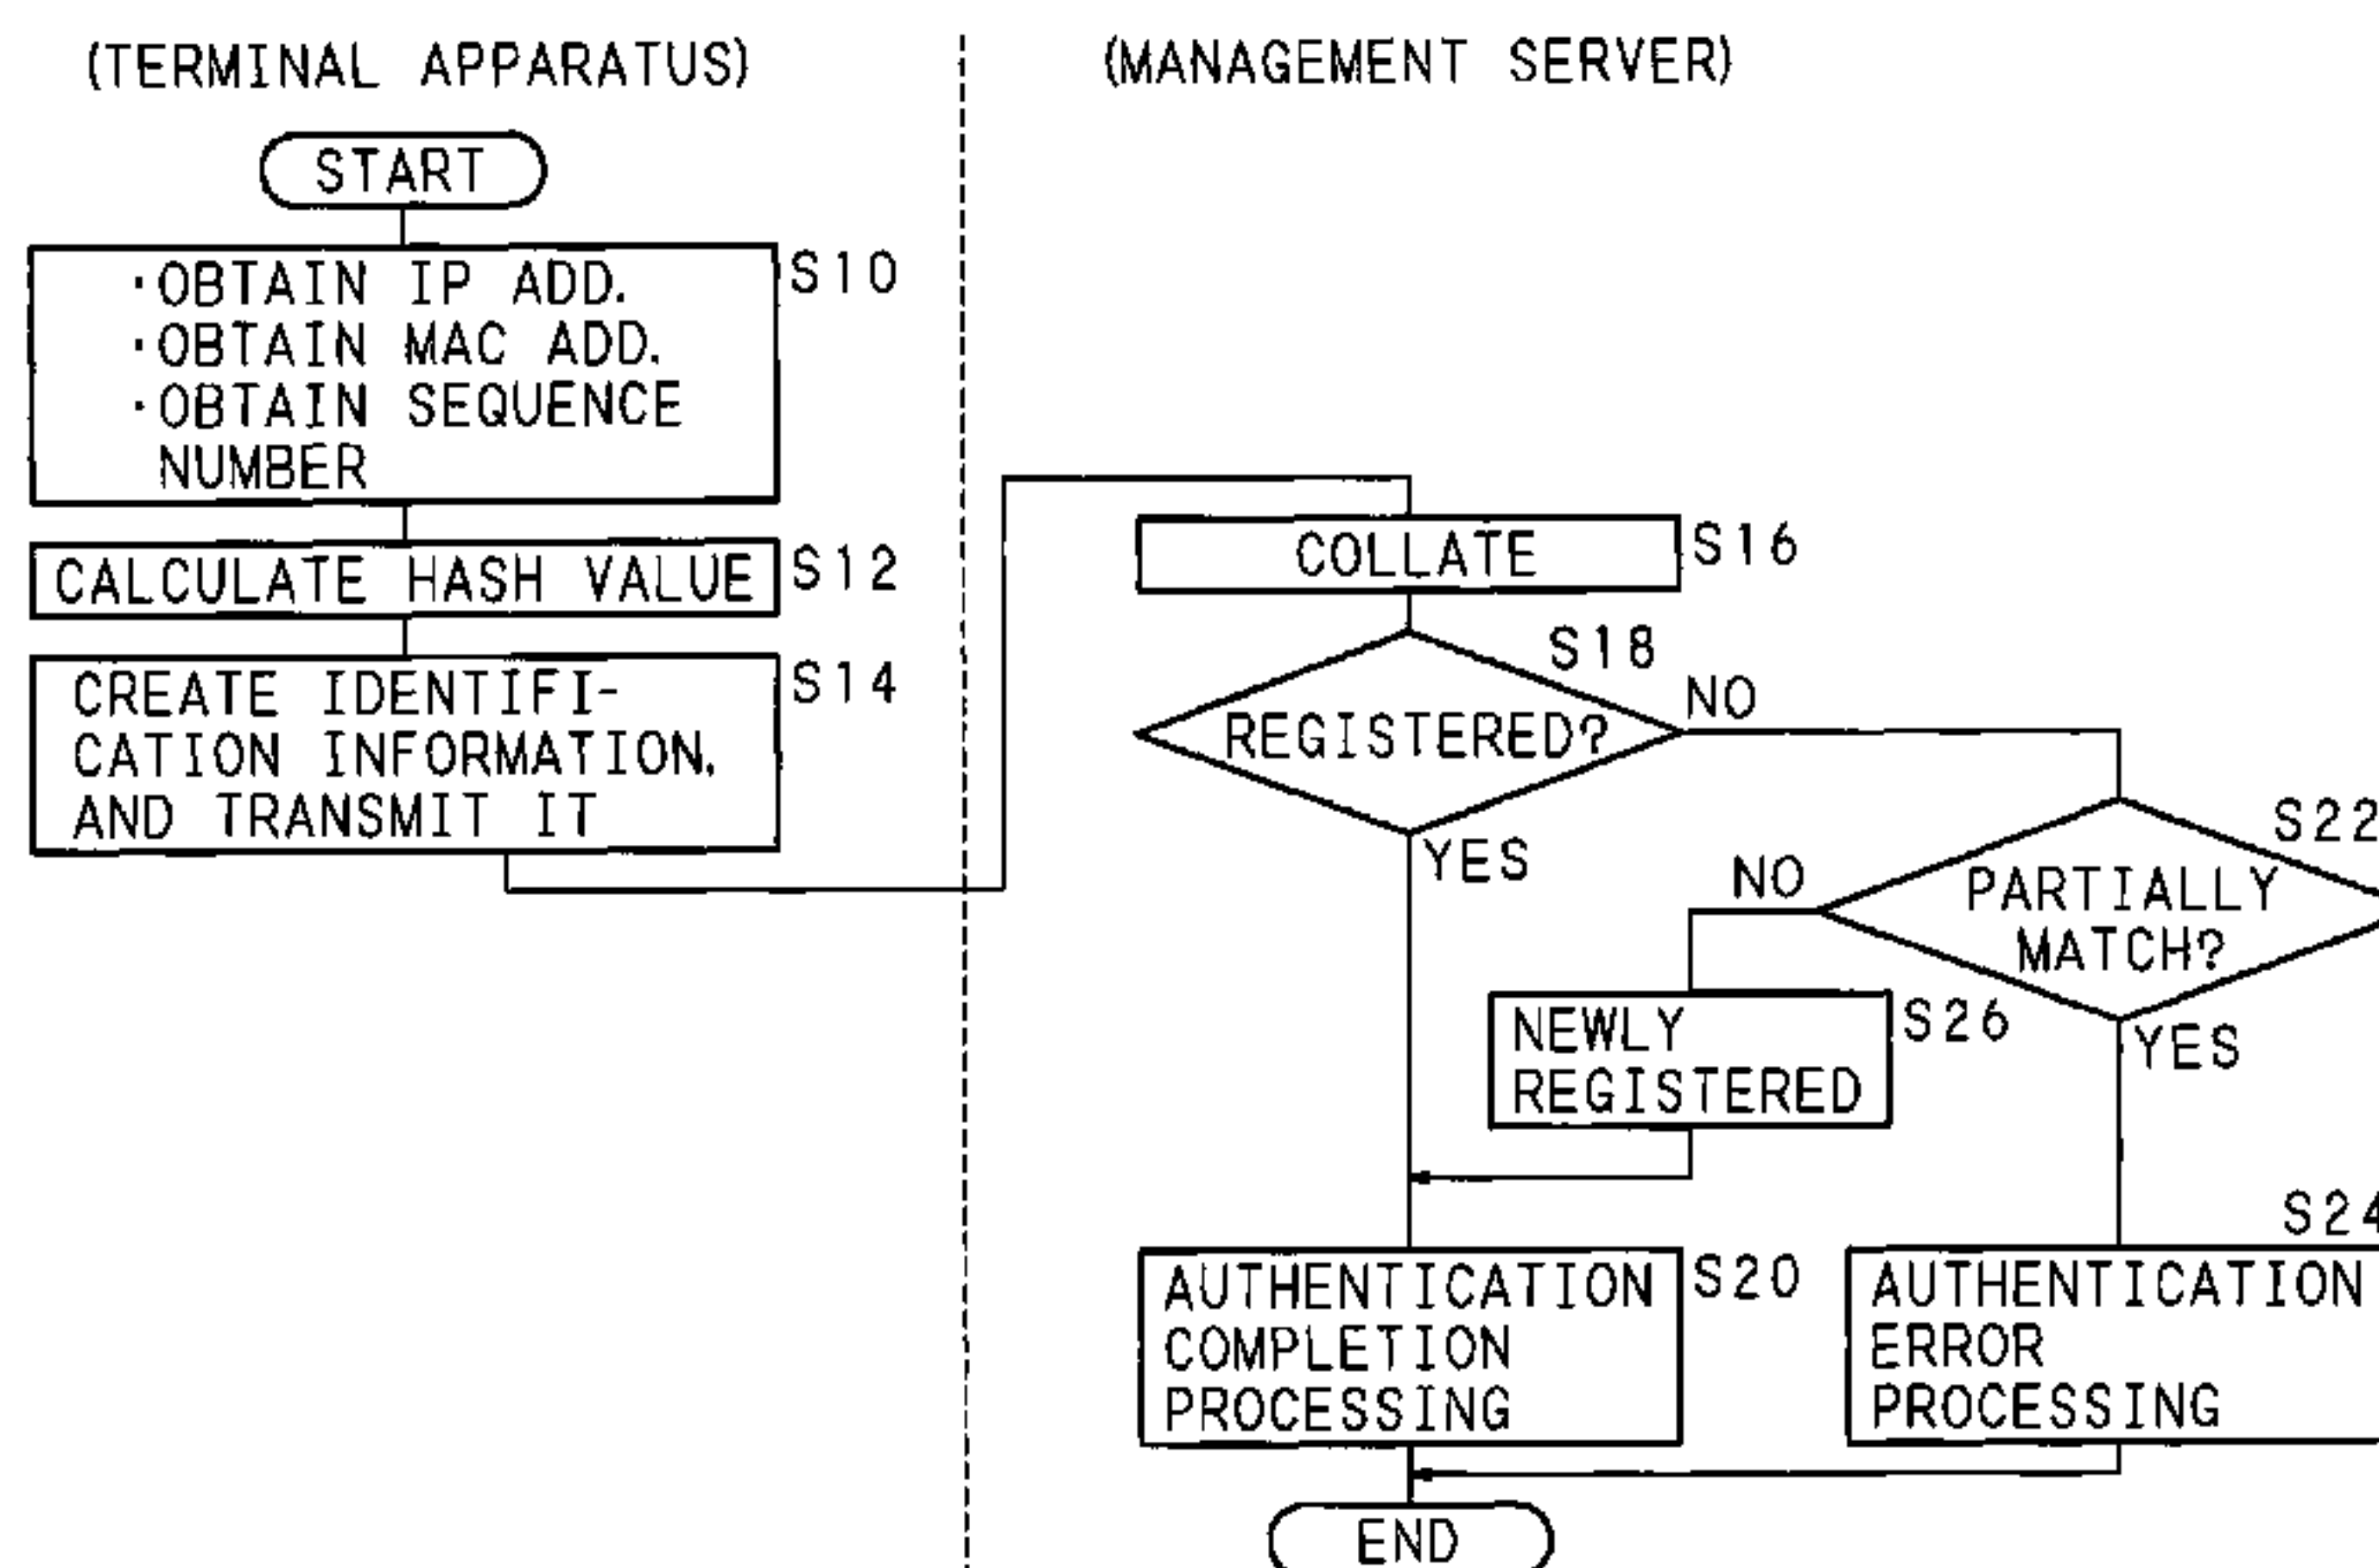 (TERMINAL APPARATUS)
START
·OBTAIN IP ADD.
·OBTAIN MAC ADD.
·OBTAIN SEQUENCE
NUMBER
S10
CALCULATE HASH VALUE
S12
CREATE IDENTIFI-
CATION INFORMATION,
AND TRANSMIT IT
S14
(MANAGEMENT SERVER)
COLLATE
S16
S18
REGISTERED?
NO
YES
S22
PARTIALLY
MATCH?
NO
YES
NEWLY
REGISTERED
S26
AUTHENTICATION
COMPLETION
PROCESSING
S20
S24
AUTHENTICATION
ERROR
PROCESSING
END